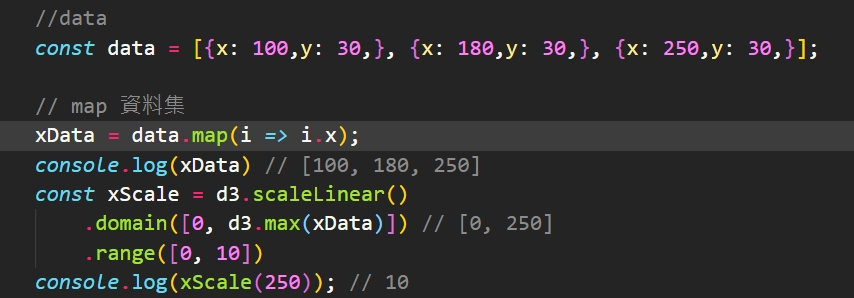 //data
const data = [{x: 100,y: 30,}, {x: 180,y: 30,}, {x: 250,y: 30,}];
// map 資料集
xData = data.map(i => i.x);
console.log(xData) // [100, 180, 250]
const xScale = d3.scaleLinear()
.domain([0, d3.max(xData)]) // [0, 250]
.range([0, 10])
console.log(xScale(250)); // 10